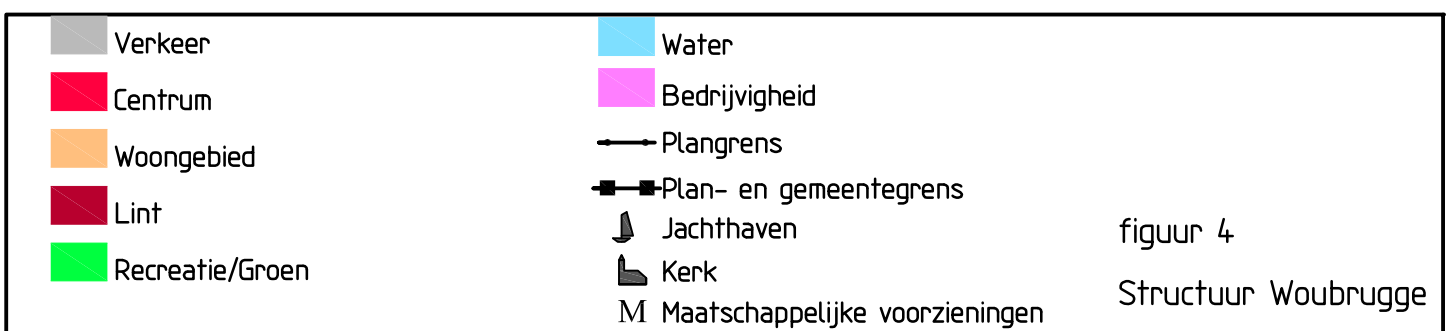 Verkeer
Centrum
Woongebied
Lint
Recreatie/Groen
Water
Bedrijvigheid
Plangrens
Plan- en gemeentegrens
Jachthaven
Kerk
M Maatschappelijke voorzieningen
figuur 4
Structuur Woubrugge